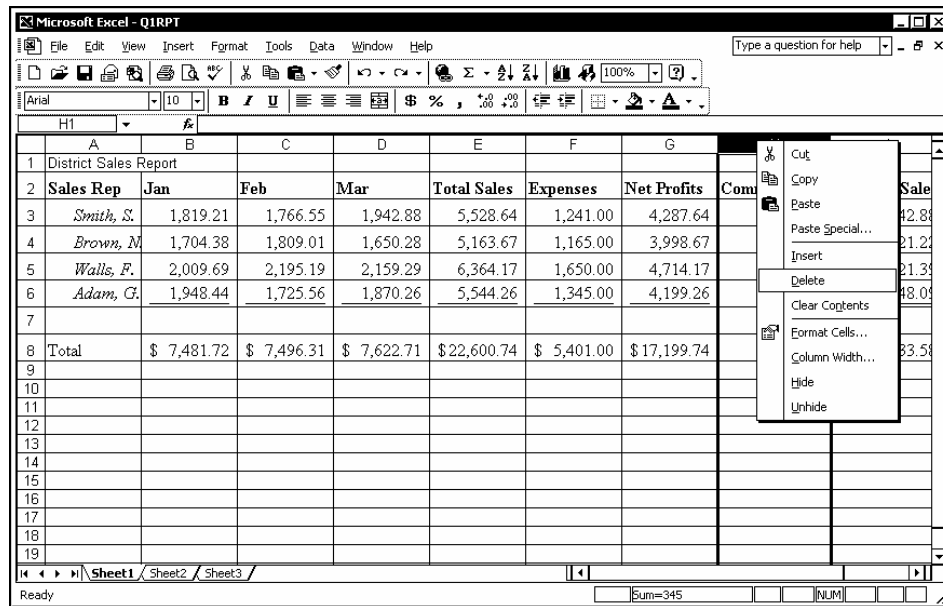 Microsoft Excel - Q1RPT
File Edit View Insert Format Tools Data Window Help Type a question for help
100%
Arial 10 B I U $ % ,
H1 fx
A B C D E F G
1 District Sales Report
2 Sales Rep Jan Feb Mar Total Sales Expenses Net Profits Sale
3 Smith, S. 1,819.21 1,766.55 1,942.88 5,528.64 1,241.00 4,287.64
4 Brown, N 1,704.38 1,809.01 1,650.28 5,163.67 1,165.00 3,998.67
5 Walls, F. 2,009.69 2,195.19 2,159.29 6,364.17 1,650.00 4,714.17
6 Adam, G. 1,948.44 1,725.56 1,870.26 5,544.26 1,345.00 4,199.26
7
8 Total $ 7,481.72 $ 7,496.31 $ 7,622.71 $22,600.74 $ 5,401.00 $17,199.74
9
10
11
12
13
14
15
16
17
18
19
Cut
Copy
Paste
Paste Special...
Insert
Delete
Clear Contents
Format Cells...
Column Width...
Hide
Unhide
Sheet1 Sheet2 Sheet3
Ready Sum=345 NUM